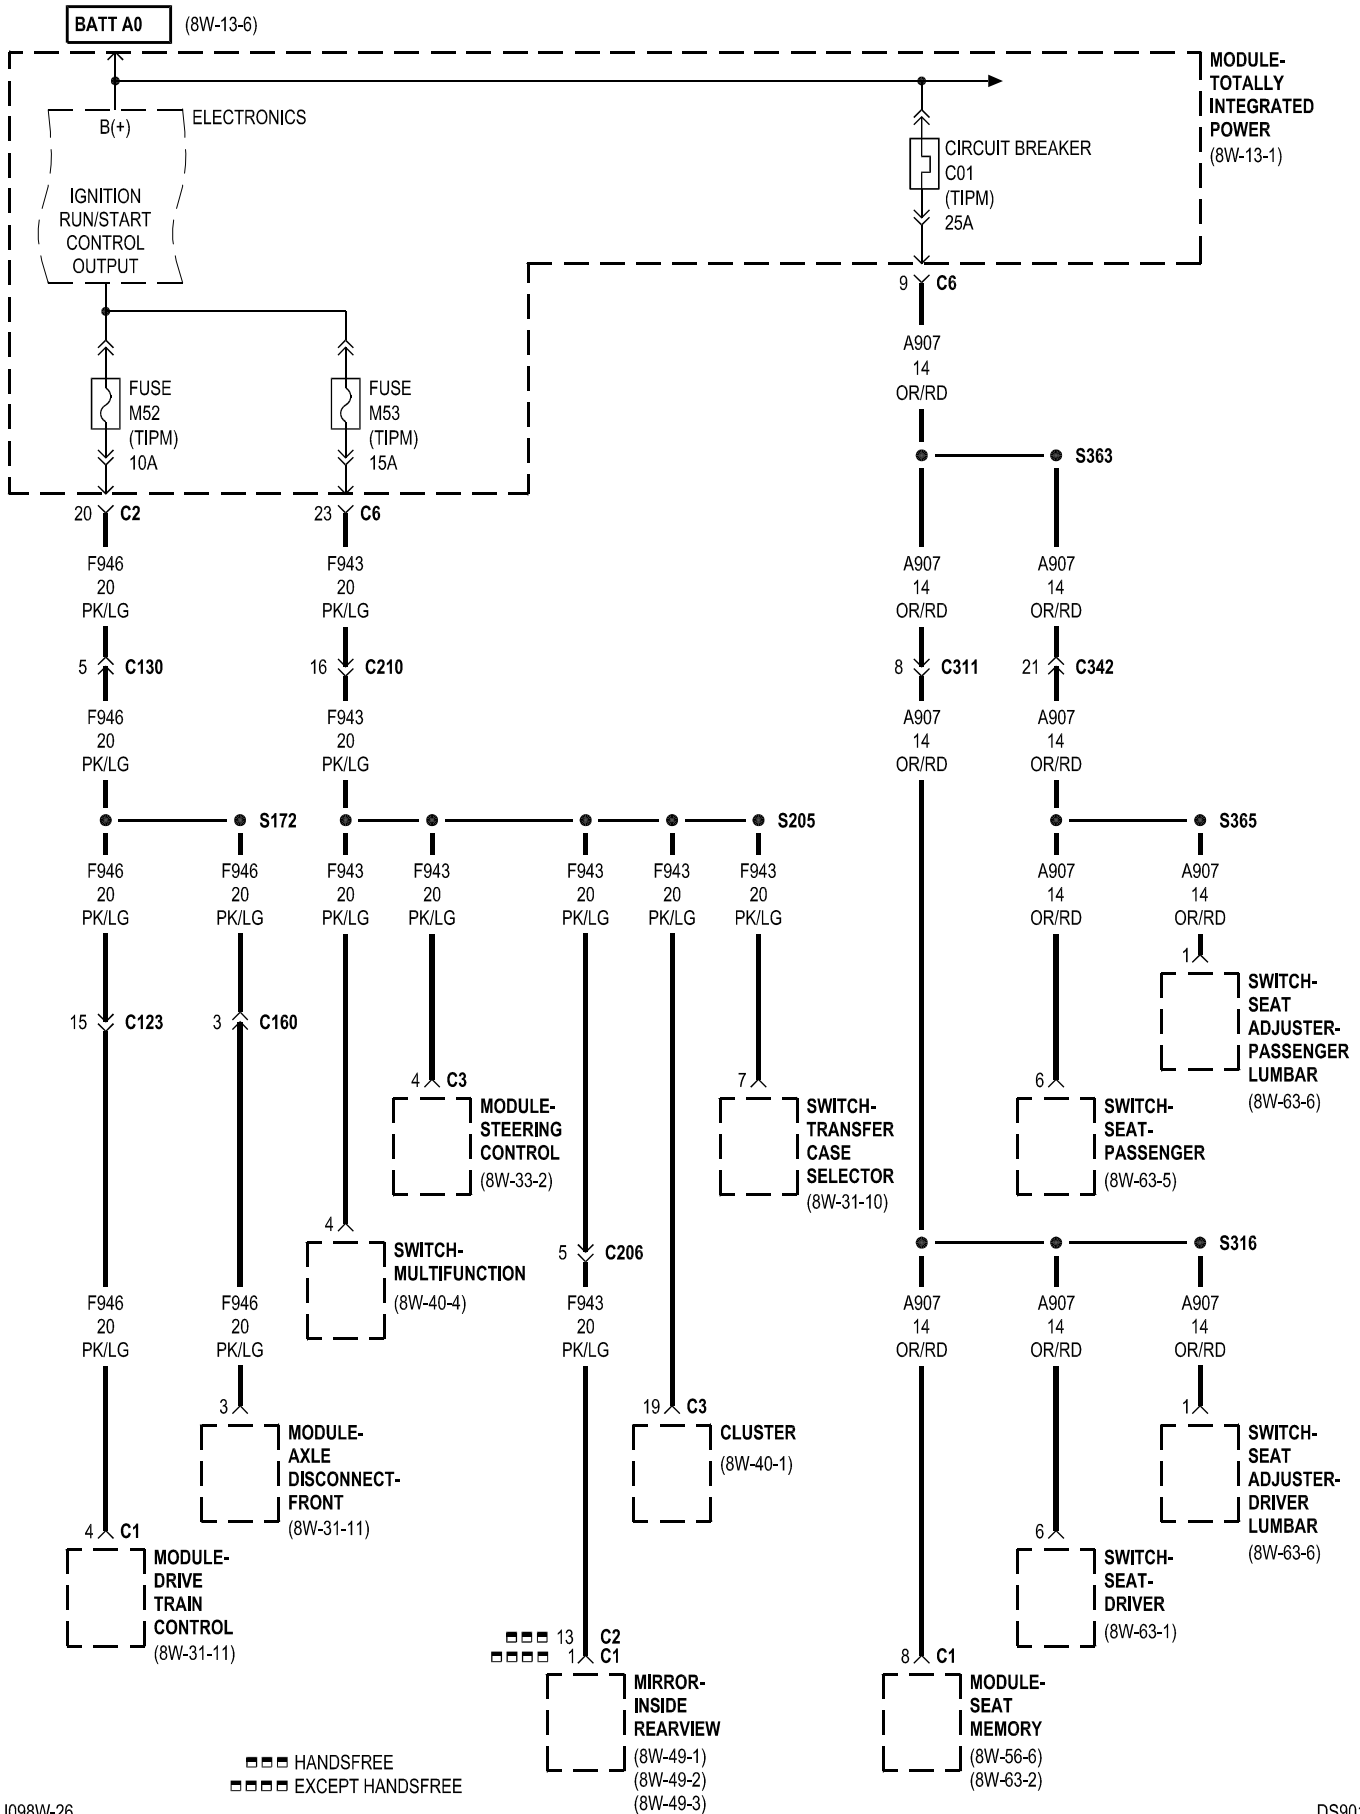 BATT A0 (8W-13-6)
MODULE-
TOTALLY
INTEGRATED
POWER
(8W-13-1)
ELECTRONICS
B(+)
IGNITION
RUN/START
CONTROL
OUTPUT
CIRCUIT BREAKER
C01
(TIPM)
25A
9 C6
A907
14
OR/RD
FUSE
M52
(TIPM)
10A
FUSE
M53
(TIPM)
15A
S363
20 C2
23 C6
F946 F943 A907 A907
20 20 14 14
PK/LG PK/LG OR/RD OR/RD
5 C130 16 C210 8 C311 21 C342
F946 F943 A907 A907
20 20 14 14
PK/LG PK/LG OR/RD OR/RD
S172 S205 S365
F946 F946 F943 F943 F943 F943 F943 A907 A907
20 20 20 20 20 20 20 14 14
PK/LG PK/LG PK/LG PK/LG PK/LG PK/LG PK/LG OR/RD OR/RD
1
SWITCH-
SEAT
ADJUSTER-
PASSENGER
LUMBAR
(8W-63-6)
15 C123 3 C160
4 C3
MODULE-
STEERING
CONTROL
(8W-33-2)
7
SWITCH-
TRANSFER
CASE
SELECTOR
(8W-31-10)
6
SWITCH-
SEAT-
PASSENGER
(8W-63-5)
4
SWITCH-
MULTIFUNCTION
(8W-40-4)
5 C206
S316
F946 F946 F943 A907 A907 A907
20 20 20 14 14 14
PK/LG PK/LG PK/LG OR/RD OR/RD OR/RD
3
MODULE-
AXLE
DISCONNECT-
FRONT
(8W-31-11)
19 C3
CLUSTER
(8W-40-1)
1
SWITCH-
SEAT
ADJUSTER-
DRIVER
LUMBAR
(8W-63-6)
4 C1
MODULE-
DRIVE
TRAIN
CONTROL
(8W-31-11)
6
SWITCH-
SEAT-
DRIVER
(8W-63-1)
13 C2
1 C1
MIRROR-
INSIDE
REARVIEW
(8W-49-1)
(8W-49-2)
(8W-49-3)
8 C1
MODULE-
SEAT
MEMORY
(8W-56-6)
(8W-63-2)
HANDSFREE
EXCEPT HANDSFREE